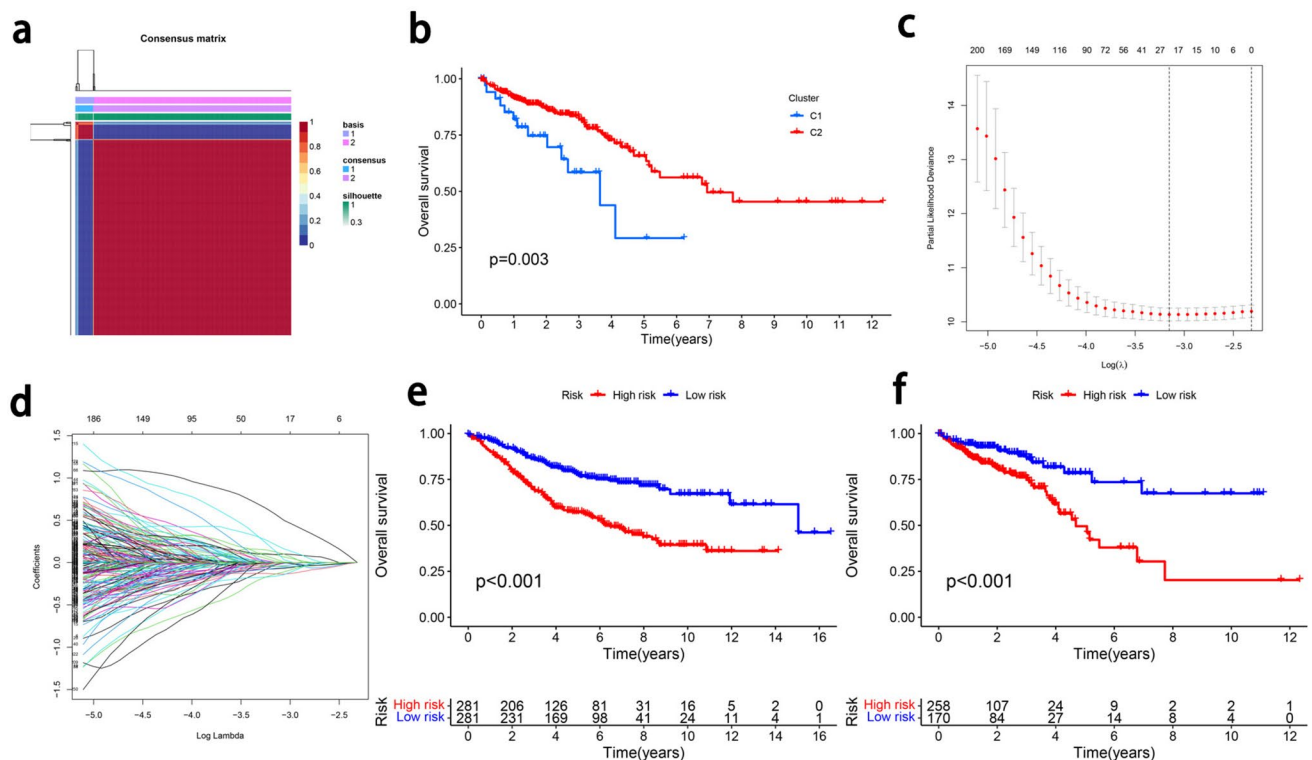 a
Consensus matrix
1
0.8
0.6
0.4
0.2
0
basis
1
2
consensus
1
2
silhouette
1
0.3
b
Overall survival
1.00
0.75
0.50
0.25
0.00
Cluster
C1
C2
p=0.003
0 1 2 3 4 5 6 7 8 9 10 11 12
Time(years)
c
200 169 149 116 90 72 56 41 27 17 15 10 6 0
Partial Likelihood Deviance
14
13
12
11
10
−5.0 −4.5 −4.0 −3.5 −3.0 −2.5
Log(λ)
d
186 149 95 50 17 6
Coefficients
1.5
1.0
0.5
0.0
−0.5
−1.0
−1.5
−5.0 −4.5 −4.0 −3.5 −3.0 −2.5
Log Lambda
e
Risk High risk Low risk
Overall survival
1.00
0.75
0.50
0.25
0.00
p<0.001
0 2 4 6 8 10 12 14 16
Time(years)
Risk
High risk 281 206 126 81 31 16 5 2 0
Low risk 281 231 169 98 41 24 11 4 1
0 2 4 6 8 10 12 14 16
Time(years)
f
Risk High risk Low risk
Overall survival
1.00
0.75
0.50
0.25
0.00
p<0.001
0 2 4 6 8 10 12
Time(years)
Risk
High risk 258 107 24 9 2 2 1
Low risk 170 84 27 14 8 4 0
0 2 4 6 8 10 12
Time(years)